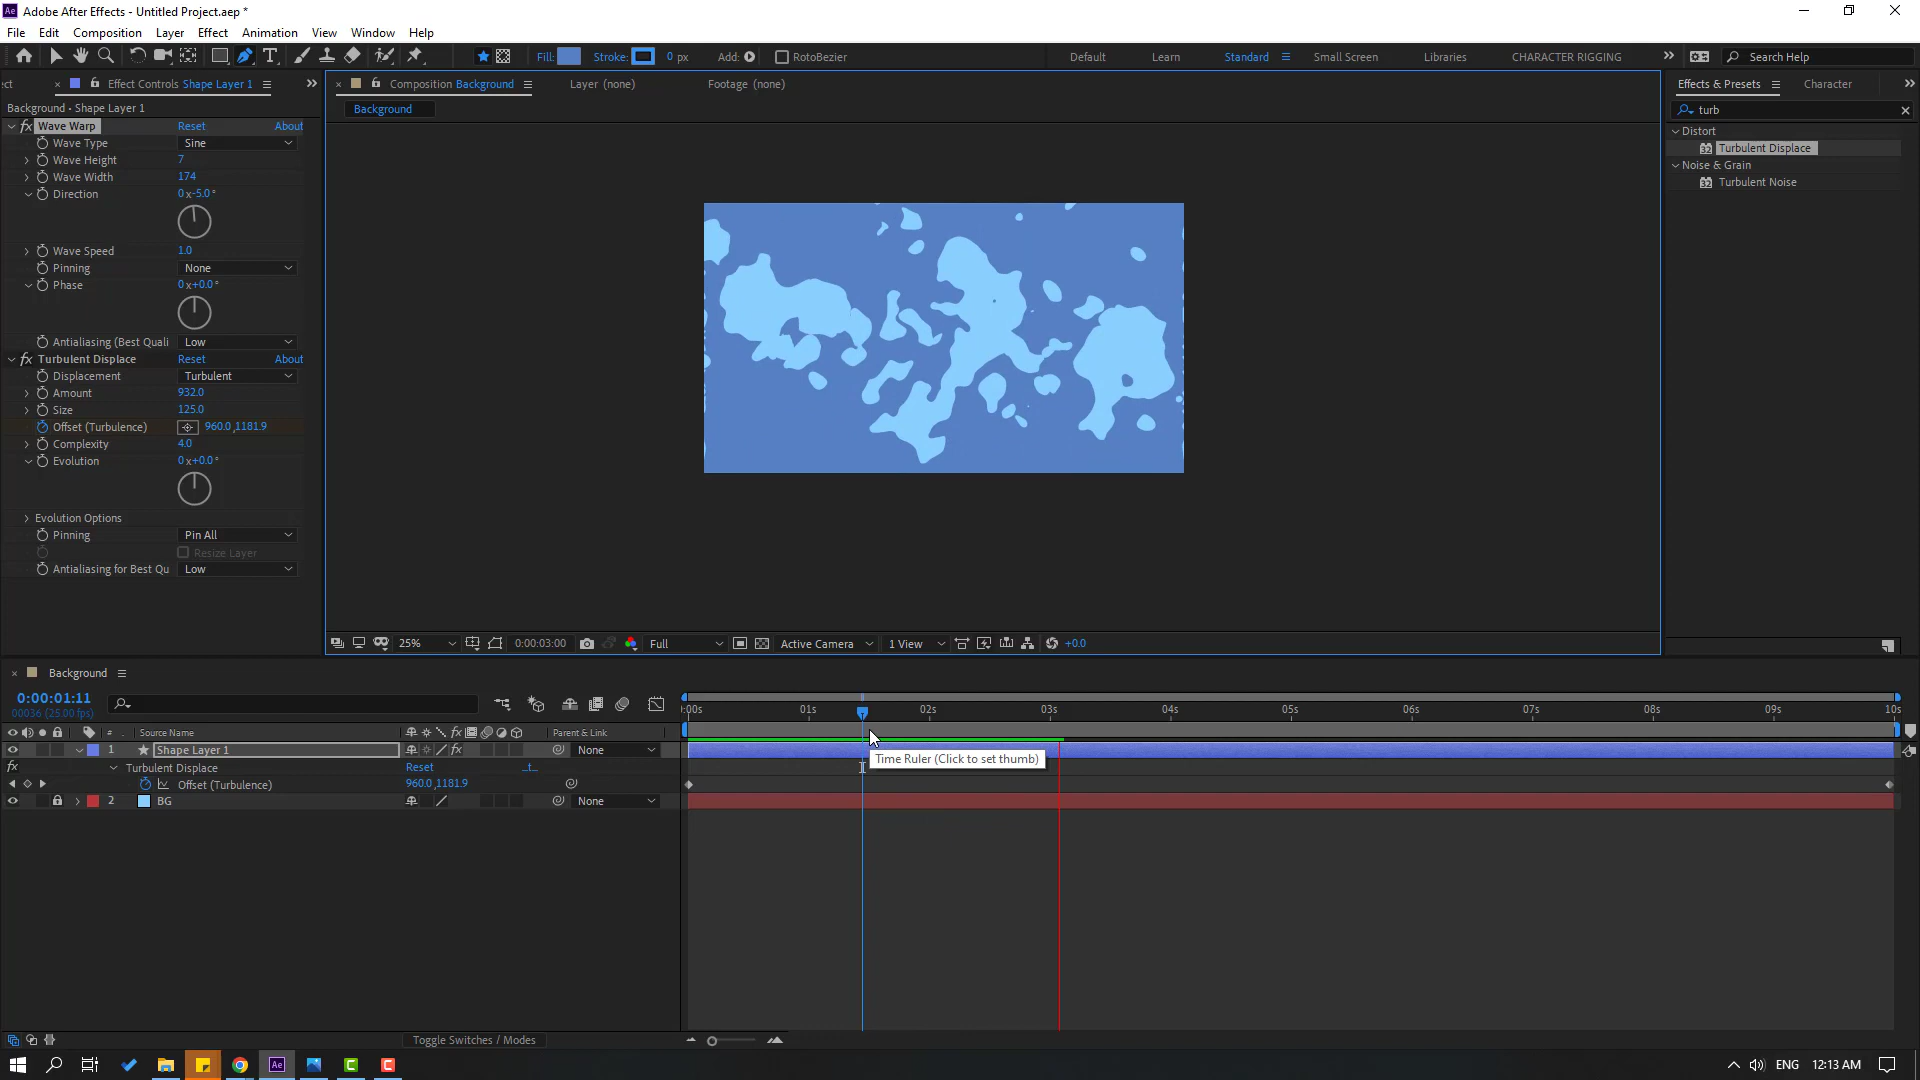 Adobe After Effects - Untitled Project.aep *
File Edit Composition Layer Effect Animation View Window Help
Fill: Stroke: 0 px Add: RotoBezier Default Learn Standard Small Screen Libraries CHARACTER RIGGING Search Help
ect Effect Controls Shape Layer 1 Composition Background Layer (none) Footage (none) Effects & Presets Character
Background • Shape Layer 1 Background turb
fx Wave Warp Reset About
Wave Type Sine
Wave Height 7
Wave Width 174
Direction 0x-5.0°
Wave Speed 1.0
Pinning None
Phase 0x+0.0°
Antialiasing (Best Quali Low
fx Turbulent Displace Reset About
Displacement Turbulent
Amount 932.0
Size 125.0
Offset (Turbulence) 960.0,1181.9
Complexity 4.0
Evolution 0x+0.0°
Evolution Options
Pinning Pin All
Resize Layer
Antialiasing for Best Qu Low
Distort
32 Turbulent Displace
Noise & Grain
32 Turbulent Noise
25% 0:00:03:00 Full Active Camera 1 View +0.0
Background
0:00:01:11
00036 (25.00 fps)
:00s 01s 02s 03s 04s 05s 06s 07s 08s 09s 10s
# Source Name fx Parent & Link
1 Shape Layer 1 fx None
Time Ruler (Click to set thumb)
fx Turbulent Displace Reset
Offset (Turbulence) 960.0,1181.9
2 BG None
Toggle Switches / Modes
Ae C C ENG 12:13 AM